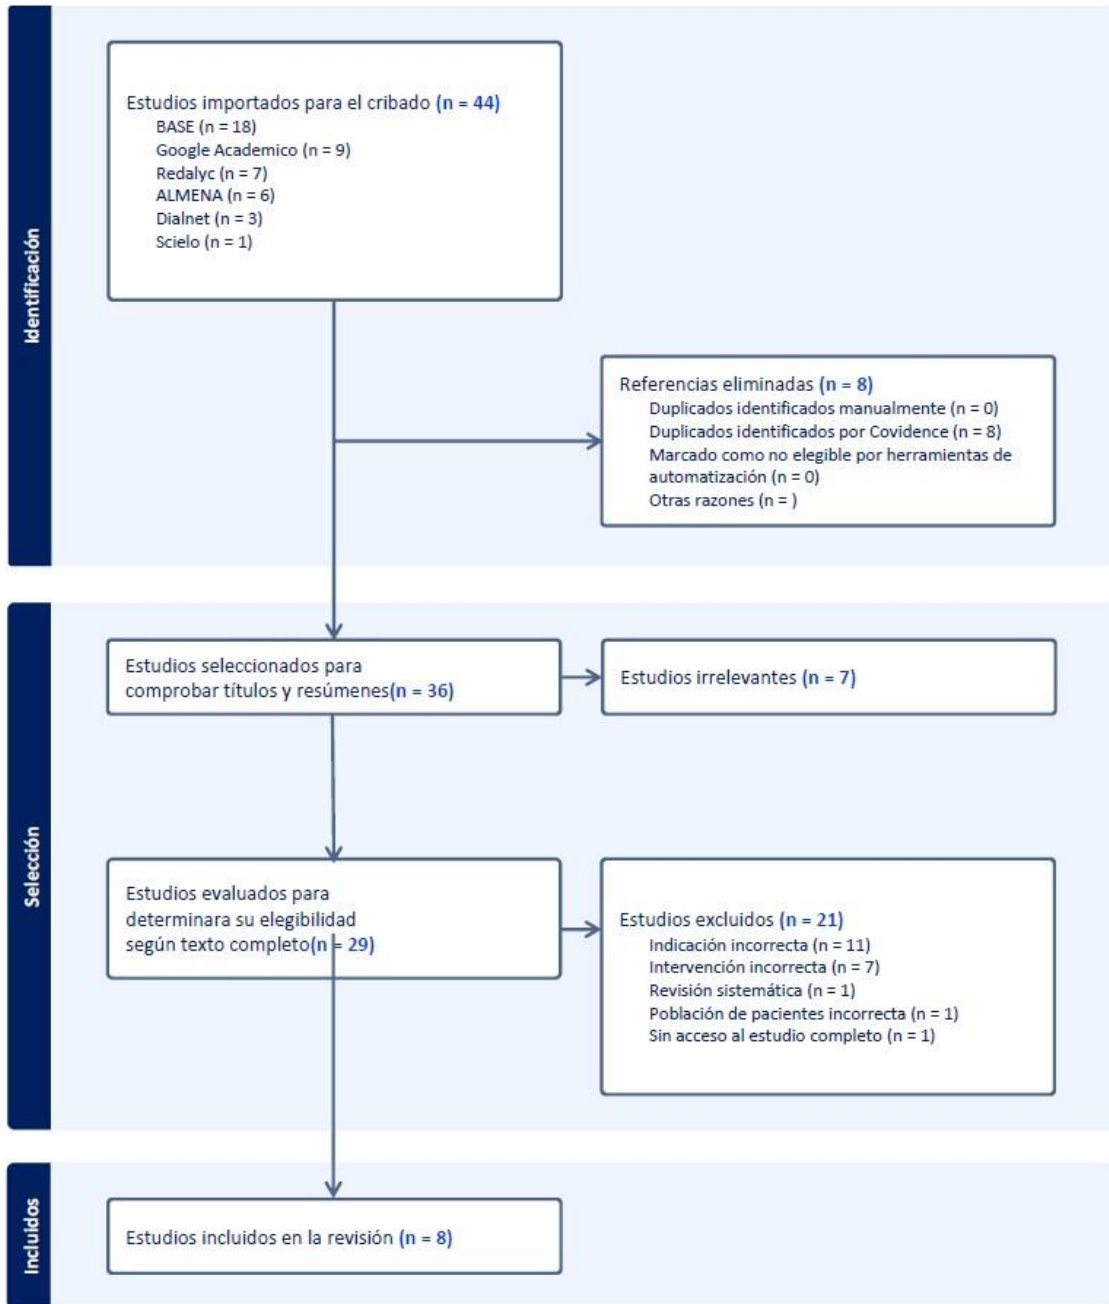 Identificación
Estudios importados para el cribado (n = 44)
BASE (n = 18)
Google Academico (n = 9)
Redalyc (n = 7)
ALMENA (n = 6)
Dialnet (n = 3)
Scielo (n = 1)
Referencias eliminadas (n = 8)
Duplicados identificados manualmente (n = 0)
Duplicados identificados por Covidence (n = 8)
Marcado como no elegible por herramientas de
automatización (n = 0)
Otras razones (n = )
Selección
Estudios seleccionados para
comprobar títulos y resúmenes(n = 36)
Estudios irrelevantes (n = 7)
Estudios evaluados para
determinara su elegibilidad
según texto completo(n = 29)
Estudios excluidos (n = 21)
Indicación incorrecta (n = 11)
Intervención incorrecta (n = 7)
Revisión sistemática (n = 1)
Población de pacientes incorrecta (n = 1)
Sin acceso al estudio completo (n = 1)
Incluidos
Estudios incluidos en la revisión (n = 8)